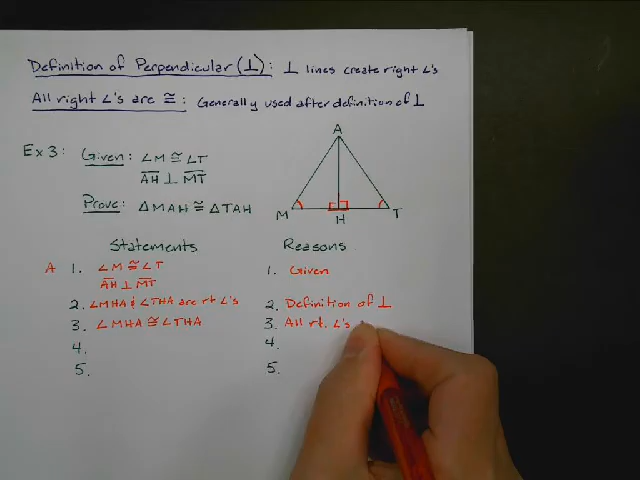 Definition of Perpendicular (⊥): ⊥ lines create right ∠'s
All right ∠'s are ≅: Generally used after definition of ⊥
Ex 3: Given: ∠M ≅ ∠T
AH ⊥ MT
Prove: △MAH ≅ △TAH
A
M H T
Statements Reasons
A 1. ∠M ≅ ∠T 1. Given
AH ⊥ MT
2. ∠MHA & ∠THA are rt ∠'s 2. Definition of ⊥
3. ∠MHA ≅ ∠THA 3. All rt. ∠'s
4. 4.
5. 5.